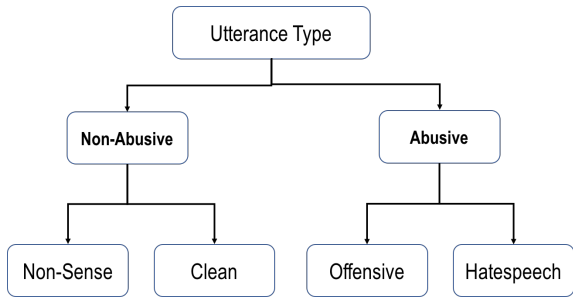 Utterance Type
Non-Abusive
Abusive
Non-Sense
Clean
Offensive
Hatespeech